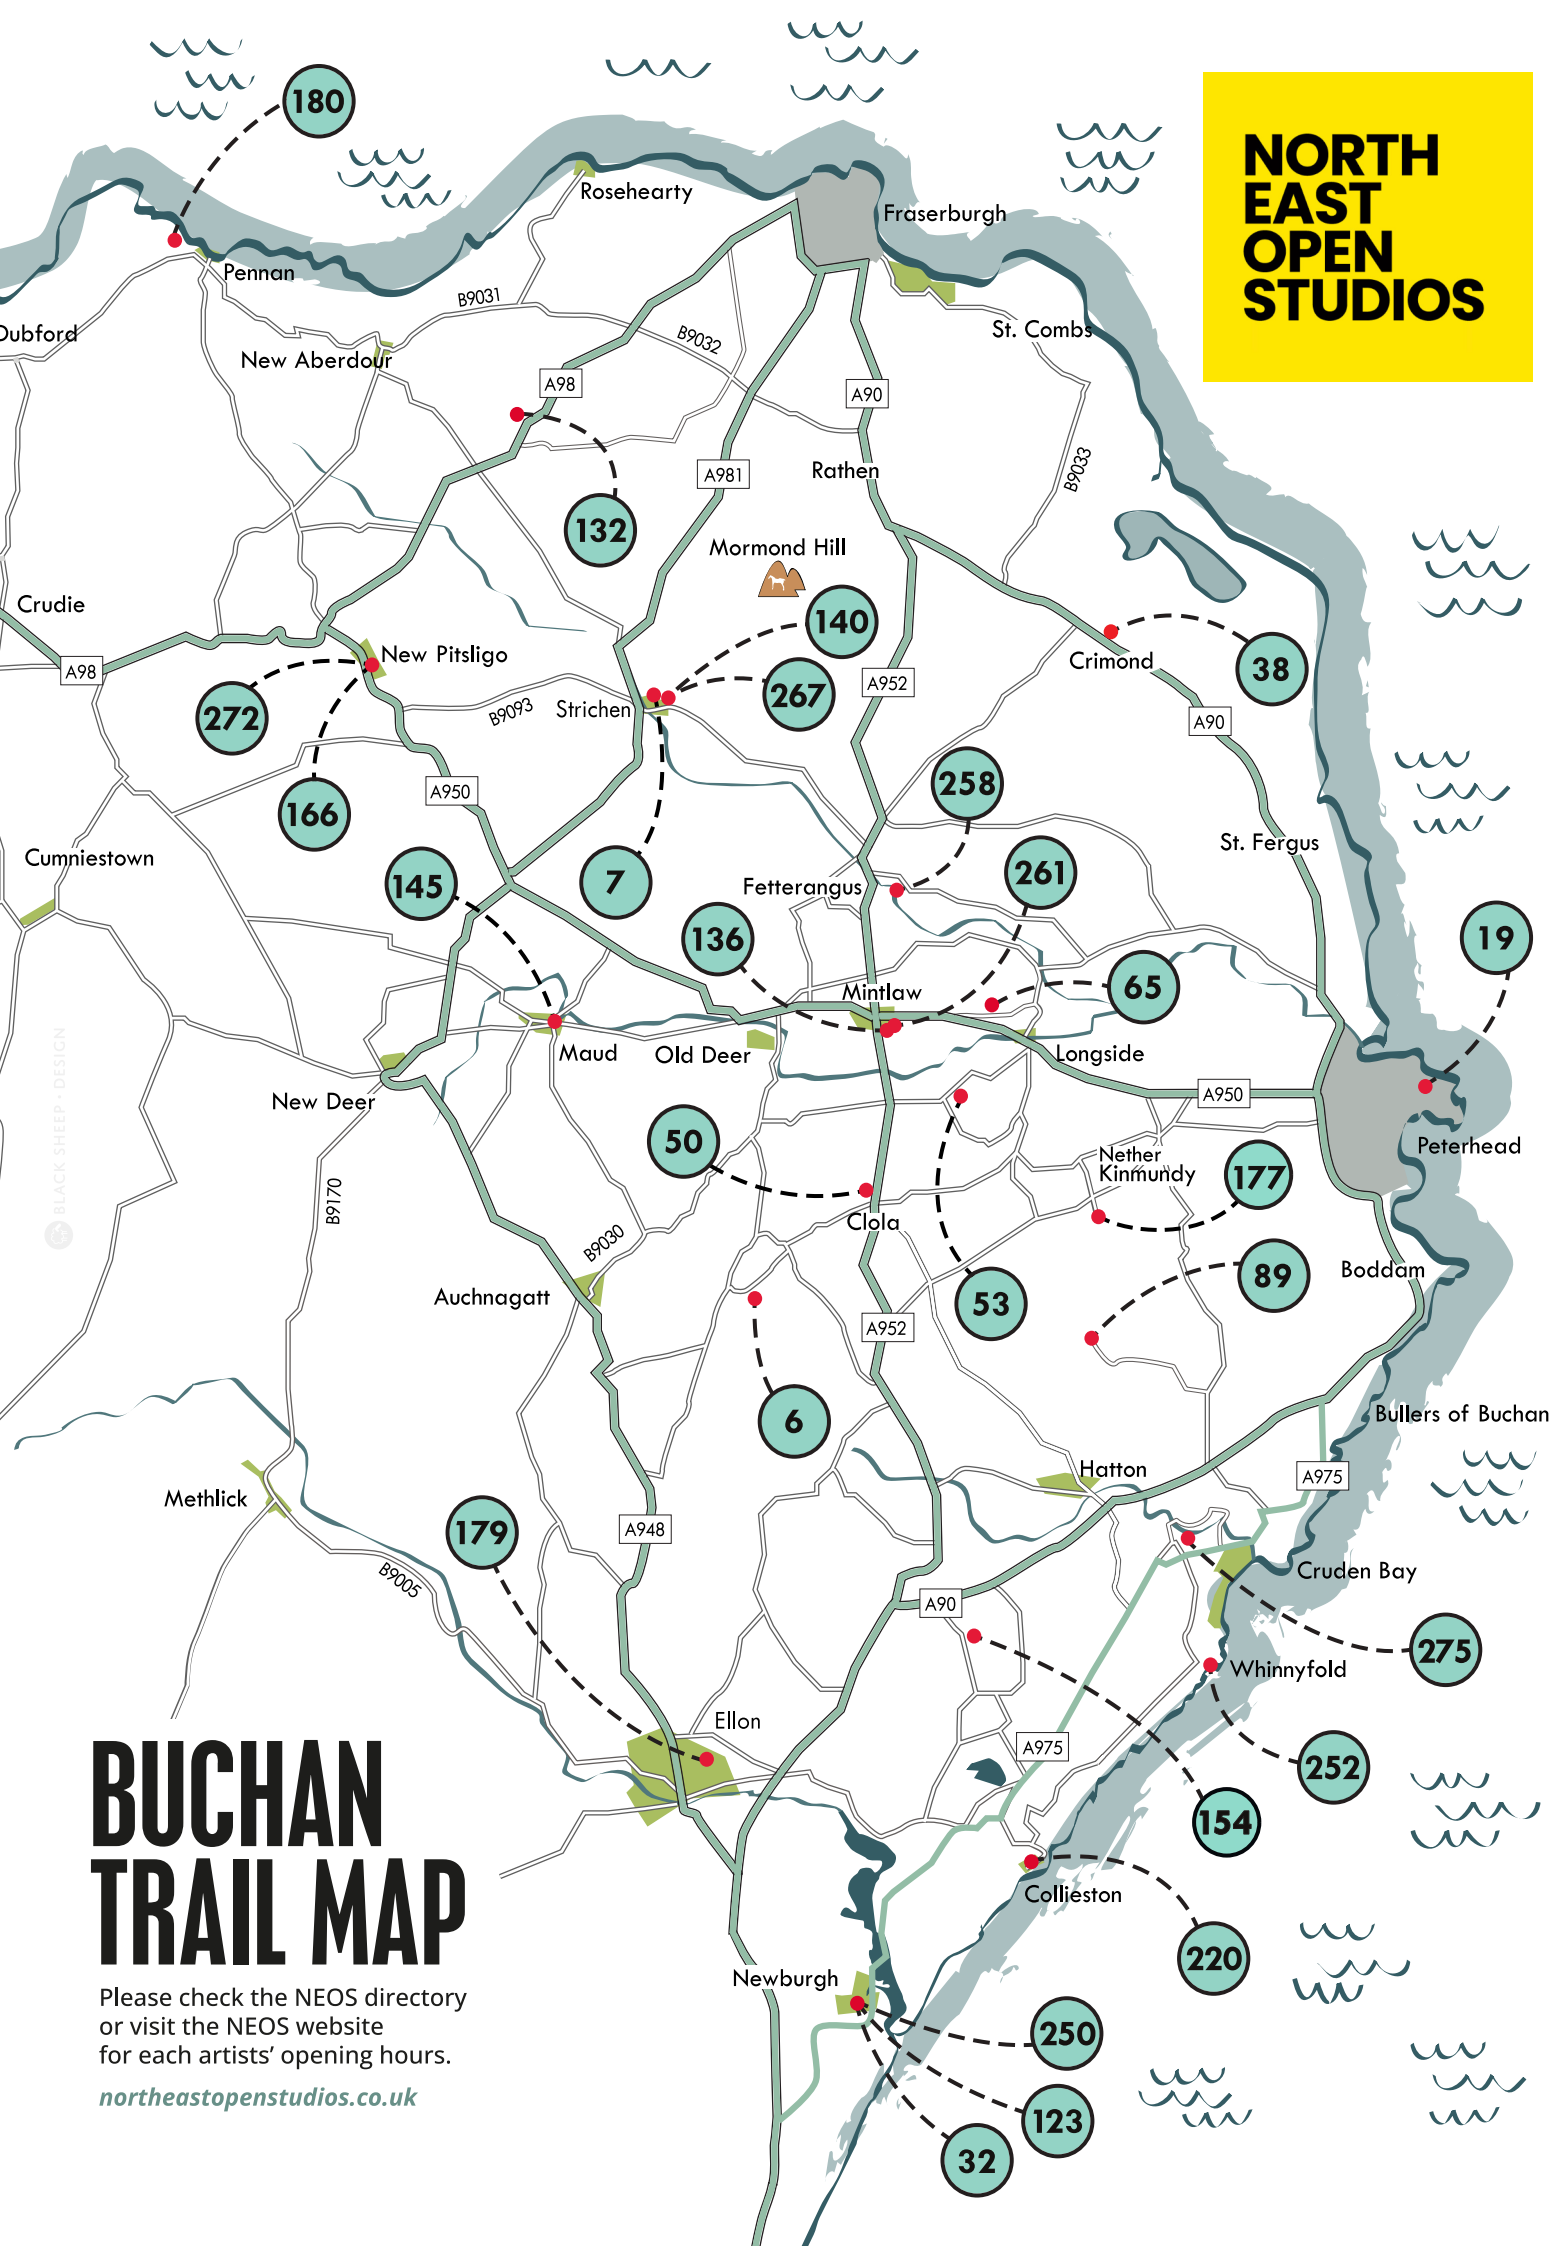 180
Rosehearty
Fraserburgh
NORTH
EAST
OPEN
STUDIOS
Pennan
B9031
Dubford
New Aberdour
B9032
St. Combs
A98
A90
Rathen
A981
B9033
132
Mormond Hill
Crudie
140
New Pitsligo
Crimond
38
A98
272
B9093
Strichen
267
A952
A90
166
A950
258
Cumniestown
145
7
Fetterangus
261
St. Fergus
136
19
65
Mintlaw
Maud
Old Deer
Longside
New Deer
A950
50
Peterhead
Nether
Kinmundy
177
B9170
Clola
B9030
Auchnagatt
53
89
Boddam
A952
6
Bullers of Buchan
Hatton
A975
Methlick
179
A948
B9005
Cruden Bay
A90
275
Whinnyfold
Ellon
A975
252
154
BUCHAN
TRAIL MAP
Collieston
220
Newburgh
Please check the NEOS directory
or visit the NEOS website
for each artists’ opening hours.
northeastopenstudios.co.uk
250
123
32
BLACK SHEEP - DESIGN